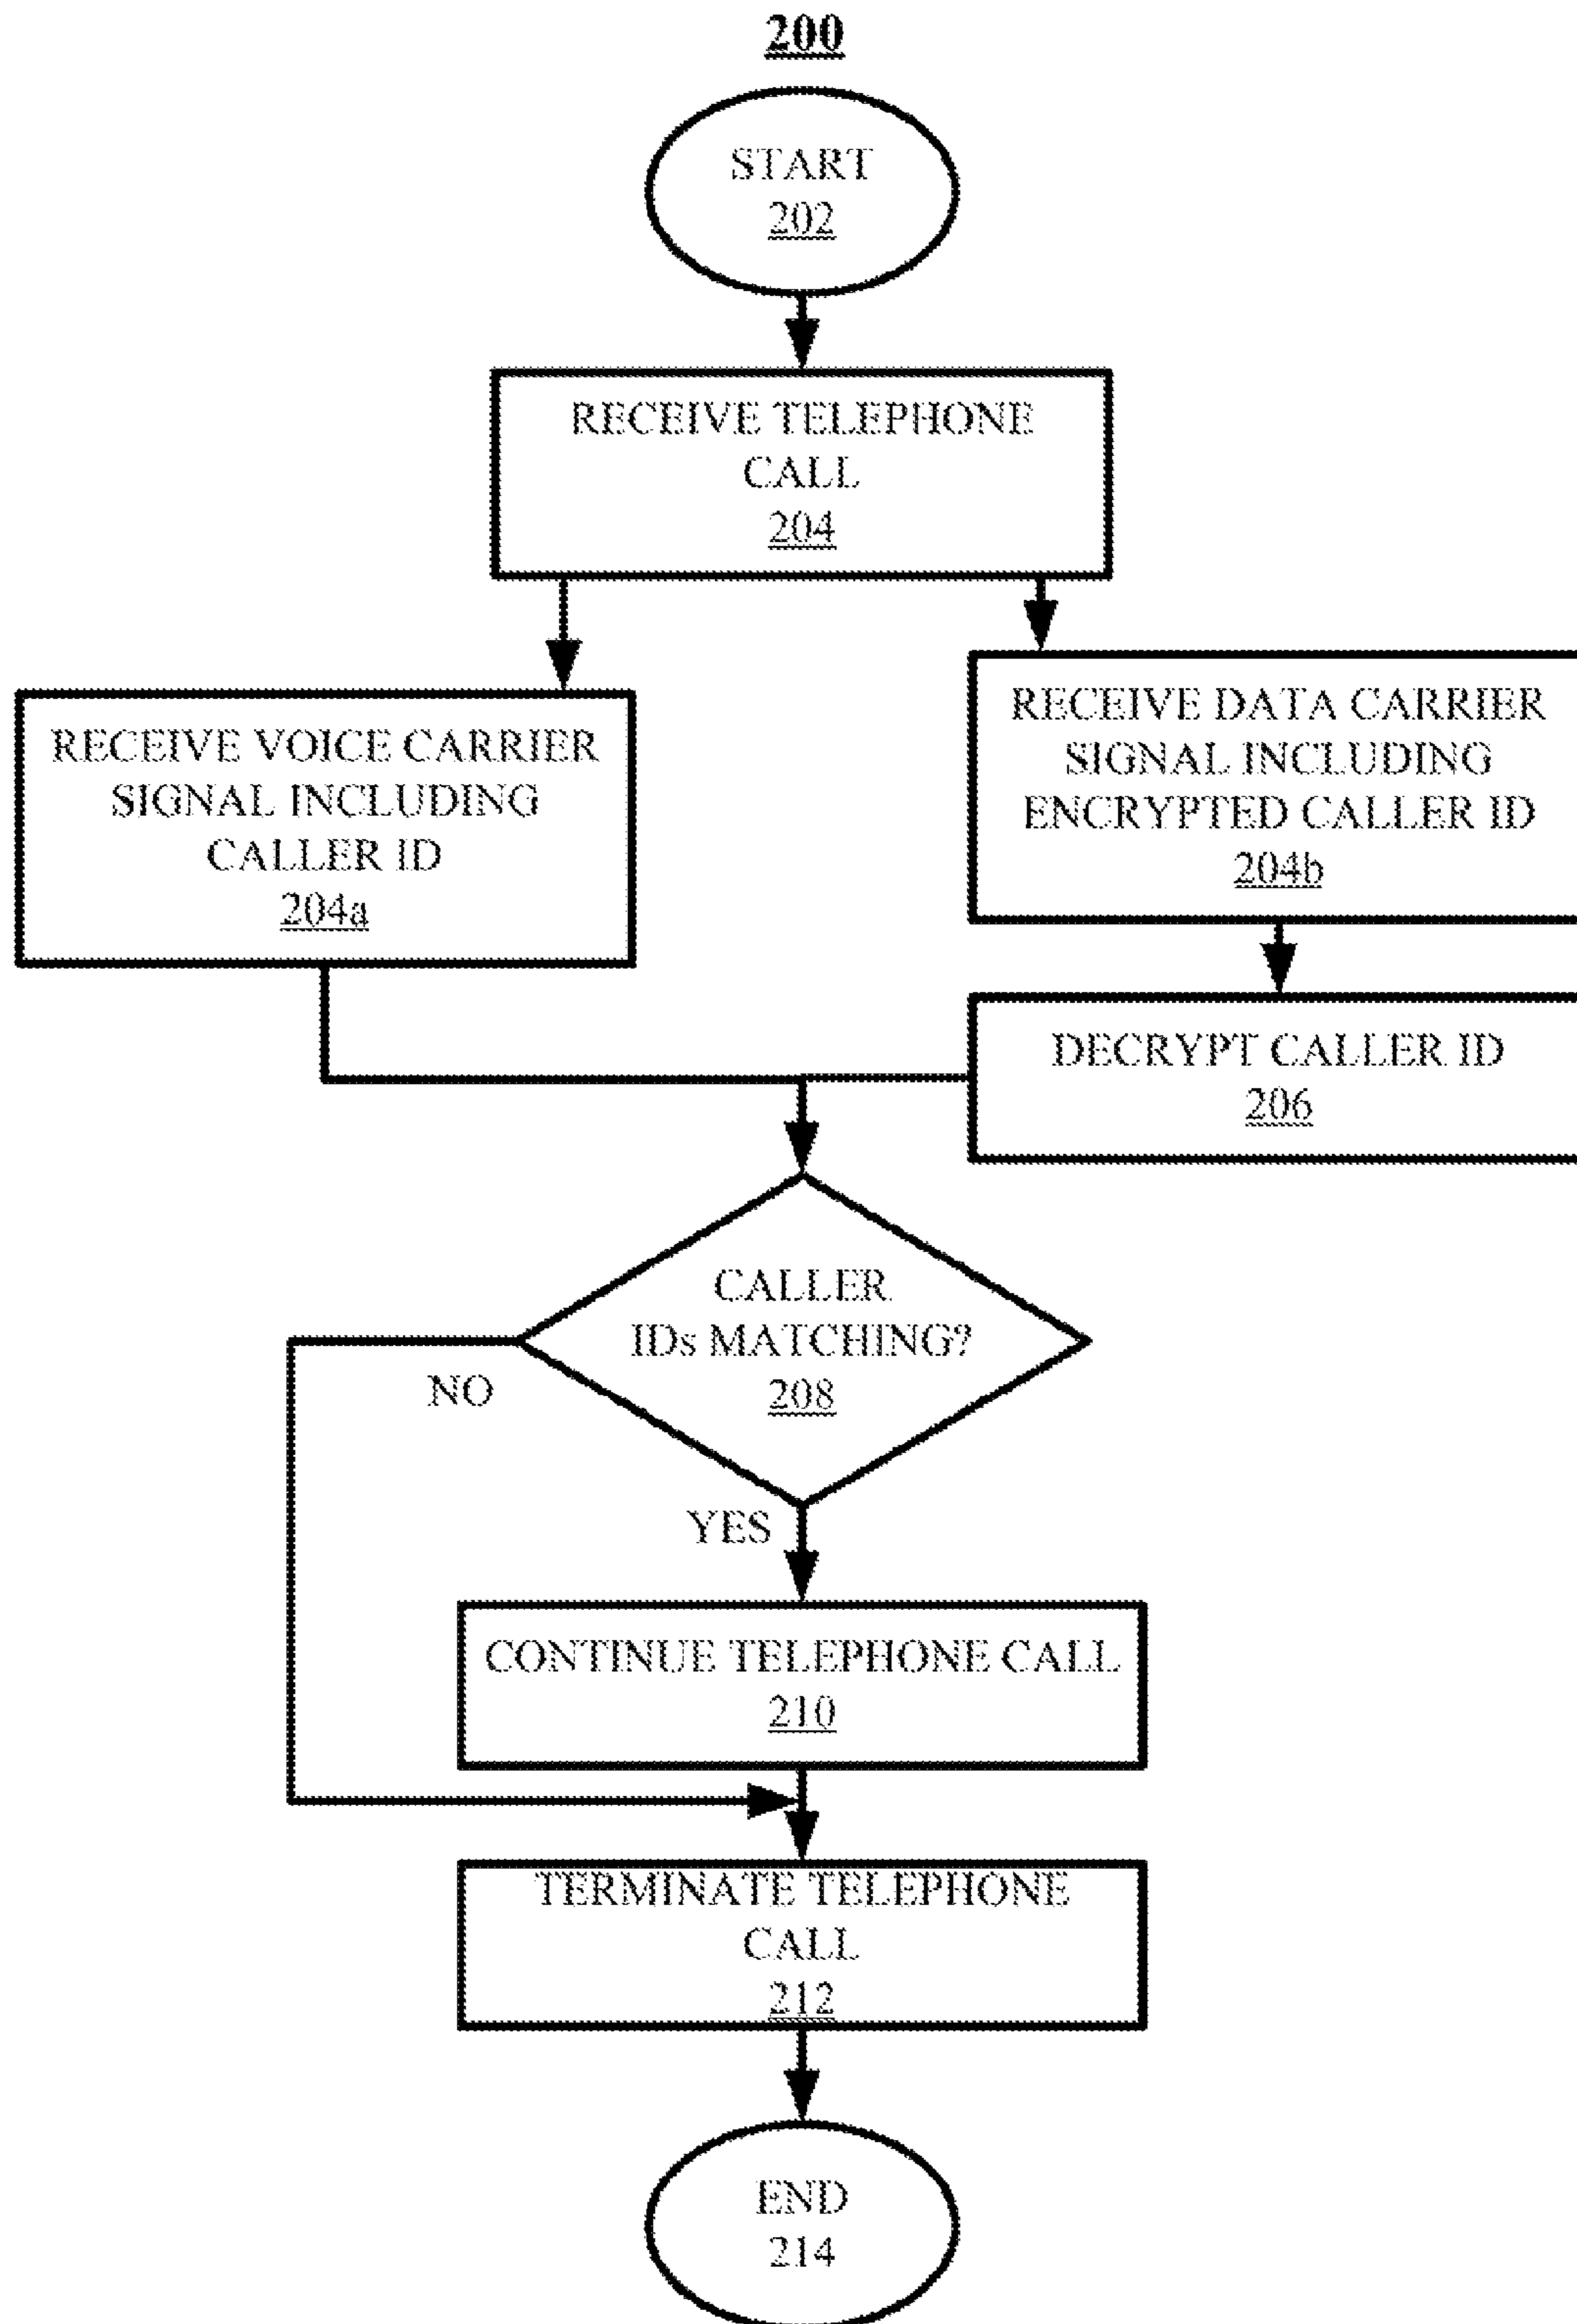 200
START
202
RECEIVE TELEPHONE
CALL
204
RECEIVE VOICE CARRIER
SIGNAL INCLUDING
CALLER ID
204a
RECEIVE DATA CARRIER
SIGNAL INCLUDING
ENCRYPTED CALLER ID
204b
DECRYPT CALLER ID
206
CALLER
IDs MATCHING?
208
NO
YES
CONTINUE TELEPHONE CALL
210
TERMINATE TELEPHONE
CALL
212
END
214